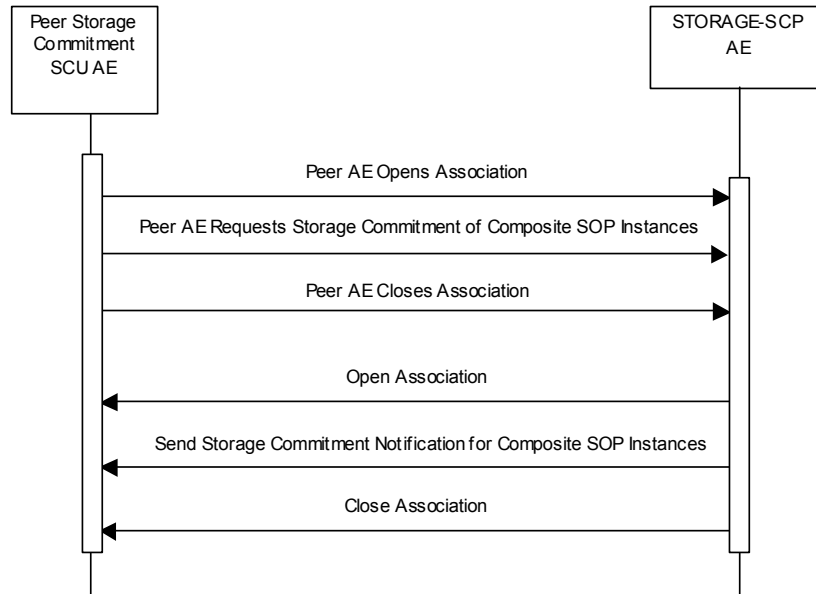 Peer Storage
Commitment
SCU AE
STORAGE-SCP
AE
Peer AE Opens Association
Peer AE Requests Storage Commitment of Composite SOP Instances
Peer AE Closes Association
Open Association
Send Storage Commitment Notification for Composite SOP Instances
Close Association